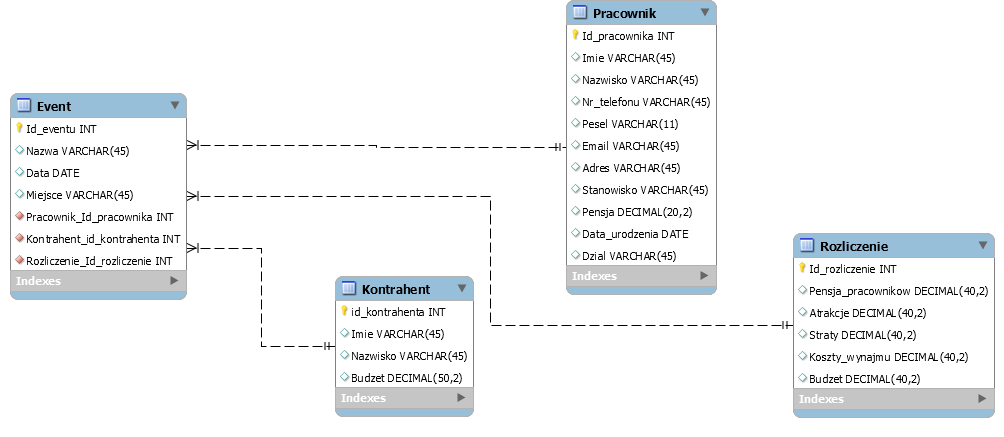 Pracownik
Id_pracownika INT
Imie VARCHAR(45)
Nazwisko VARCHAR(45)
Nr_telefonu VARCHAR(45)
Pesel VARCHAR(11)
Email VARCHAR(45)
Adres VARCHAR(45)
Stanowisko VARCHAR(45)
Pensja DECIMAL(20,2)
Data_urodzenia DATE
Dzial VARCHAR(45)
Indexes
Event
Id_eventu INT
Nazwa VARCHAR(45)
Data DATE
Miejsce VARCHAR(45)
Pracownik_Id_pracownika INT
Kontrahent_id_kontrahenta INT
Rozliczenie_Id_rozliczenie INT
Indexes
Kontrahent
id_kontrahenta INT
Imie VARCHAR(45)
Nazwisko VARCHAR(45)
Budzet DECIMAL(50,2)
Indexes
Rozliczenie
Id_rozliczenie INT
Pensja_pracownikow DECIMAL(40,2)
Atrakcje DECIMAL(40,2)
Straty DECIMAL(40,2)
Koszty_wynajmu DECIMAL(40,2)
Budzet DECIMAL(40,2)
Indexes